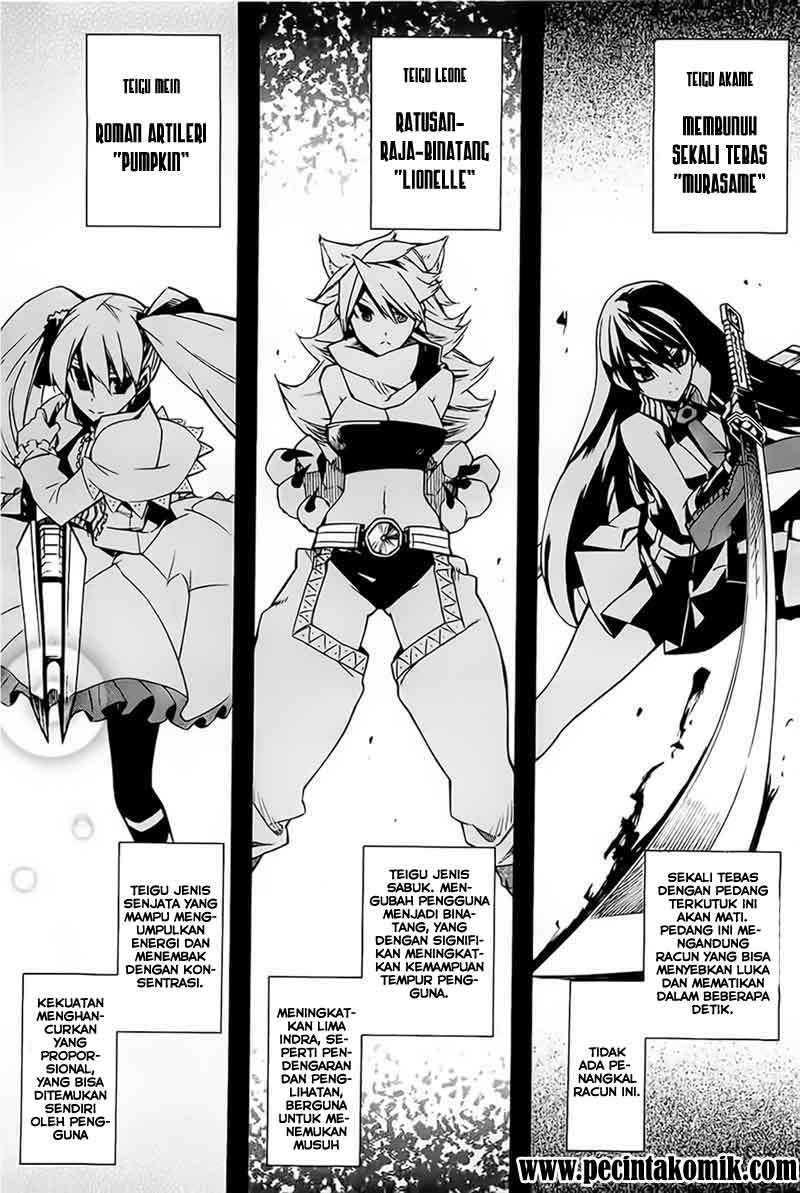 TEIGU AKAME
MEMBUNUH
SEKALI TEBAS
"MURASAME"
SEKALI TEBAS
DENGAN PEDANG
TERKUTUK INI
AKAN MATI.
PEDANG INI ME-
NGANDUNG
RACUN YANG BISA
MENYEBKAN LUKA
DAN MEMATIKAN
DALAM BEBERAPA
DETIK.
TIDAK
ADA PE-
NANGKAL
RACUN INI.
TEIGU LEONE
RATUSAN-
RAJA-BINATANG
"LIONELLE"
TEIGU JENIS
SABUK. MEN-
GUBAH PENGGUNA
MENJADI BINA-
TANG, YANG
DENGAN SIGNIFI-
KAN MENINGKAT-
KAN KEMAMPUAN
TEMPUR PENG-
GUNA.
MENINGKAT-
KAN LIMA
INDRA, SE-
PERTI PEN-
DENGARAN
DAN PENG-
LIHATAN,
BERGUNA
UNTUK ME-
NEMUKAN
MUSUH
TEIGU MEIN
ROMAN ARTILERI
"PUMPKIN"
TEIGU JENIS
SENJATA YANG
MAMPU MENG-
UMPULKAN
ENERGI DAN
MENEMBAK
DENGAN KON-
SENTRASI.
KEKUATAN
MENGHAN-
CURKAN
YANG
PROPOR-
SIONAL,
YANG BISA
DITEMUKAN
SENDIRI
OLEH PENG-
GUNA
www.pecintakomik.com